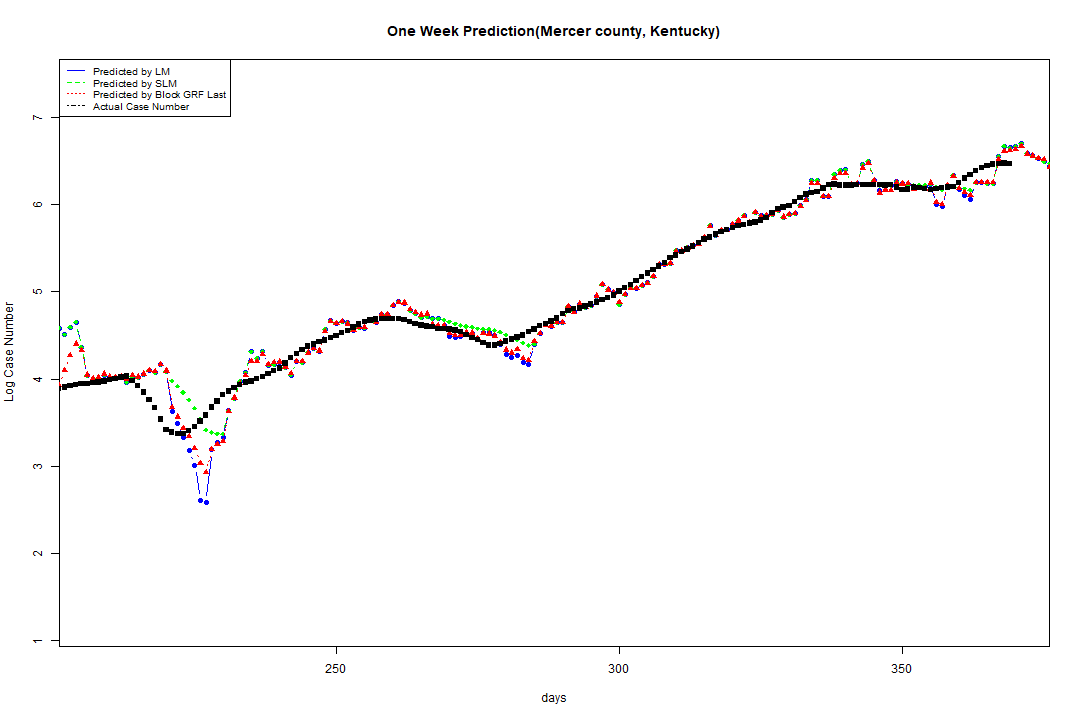 One Week Prediction(Mercer county, Kentucky)
Predicted by LM
Predicted by SLM
Predicted by Block GRF Last
Actual Case Number
7
6
5
4
3
2
1
Log Case Number
250
300
350
days